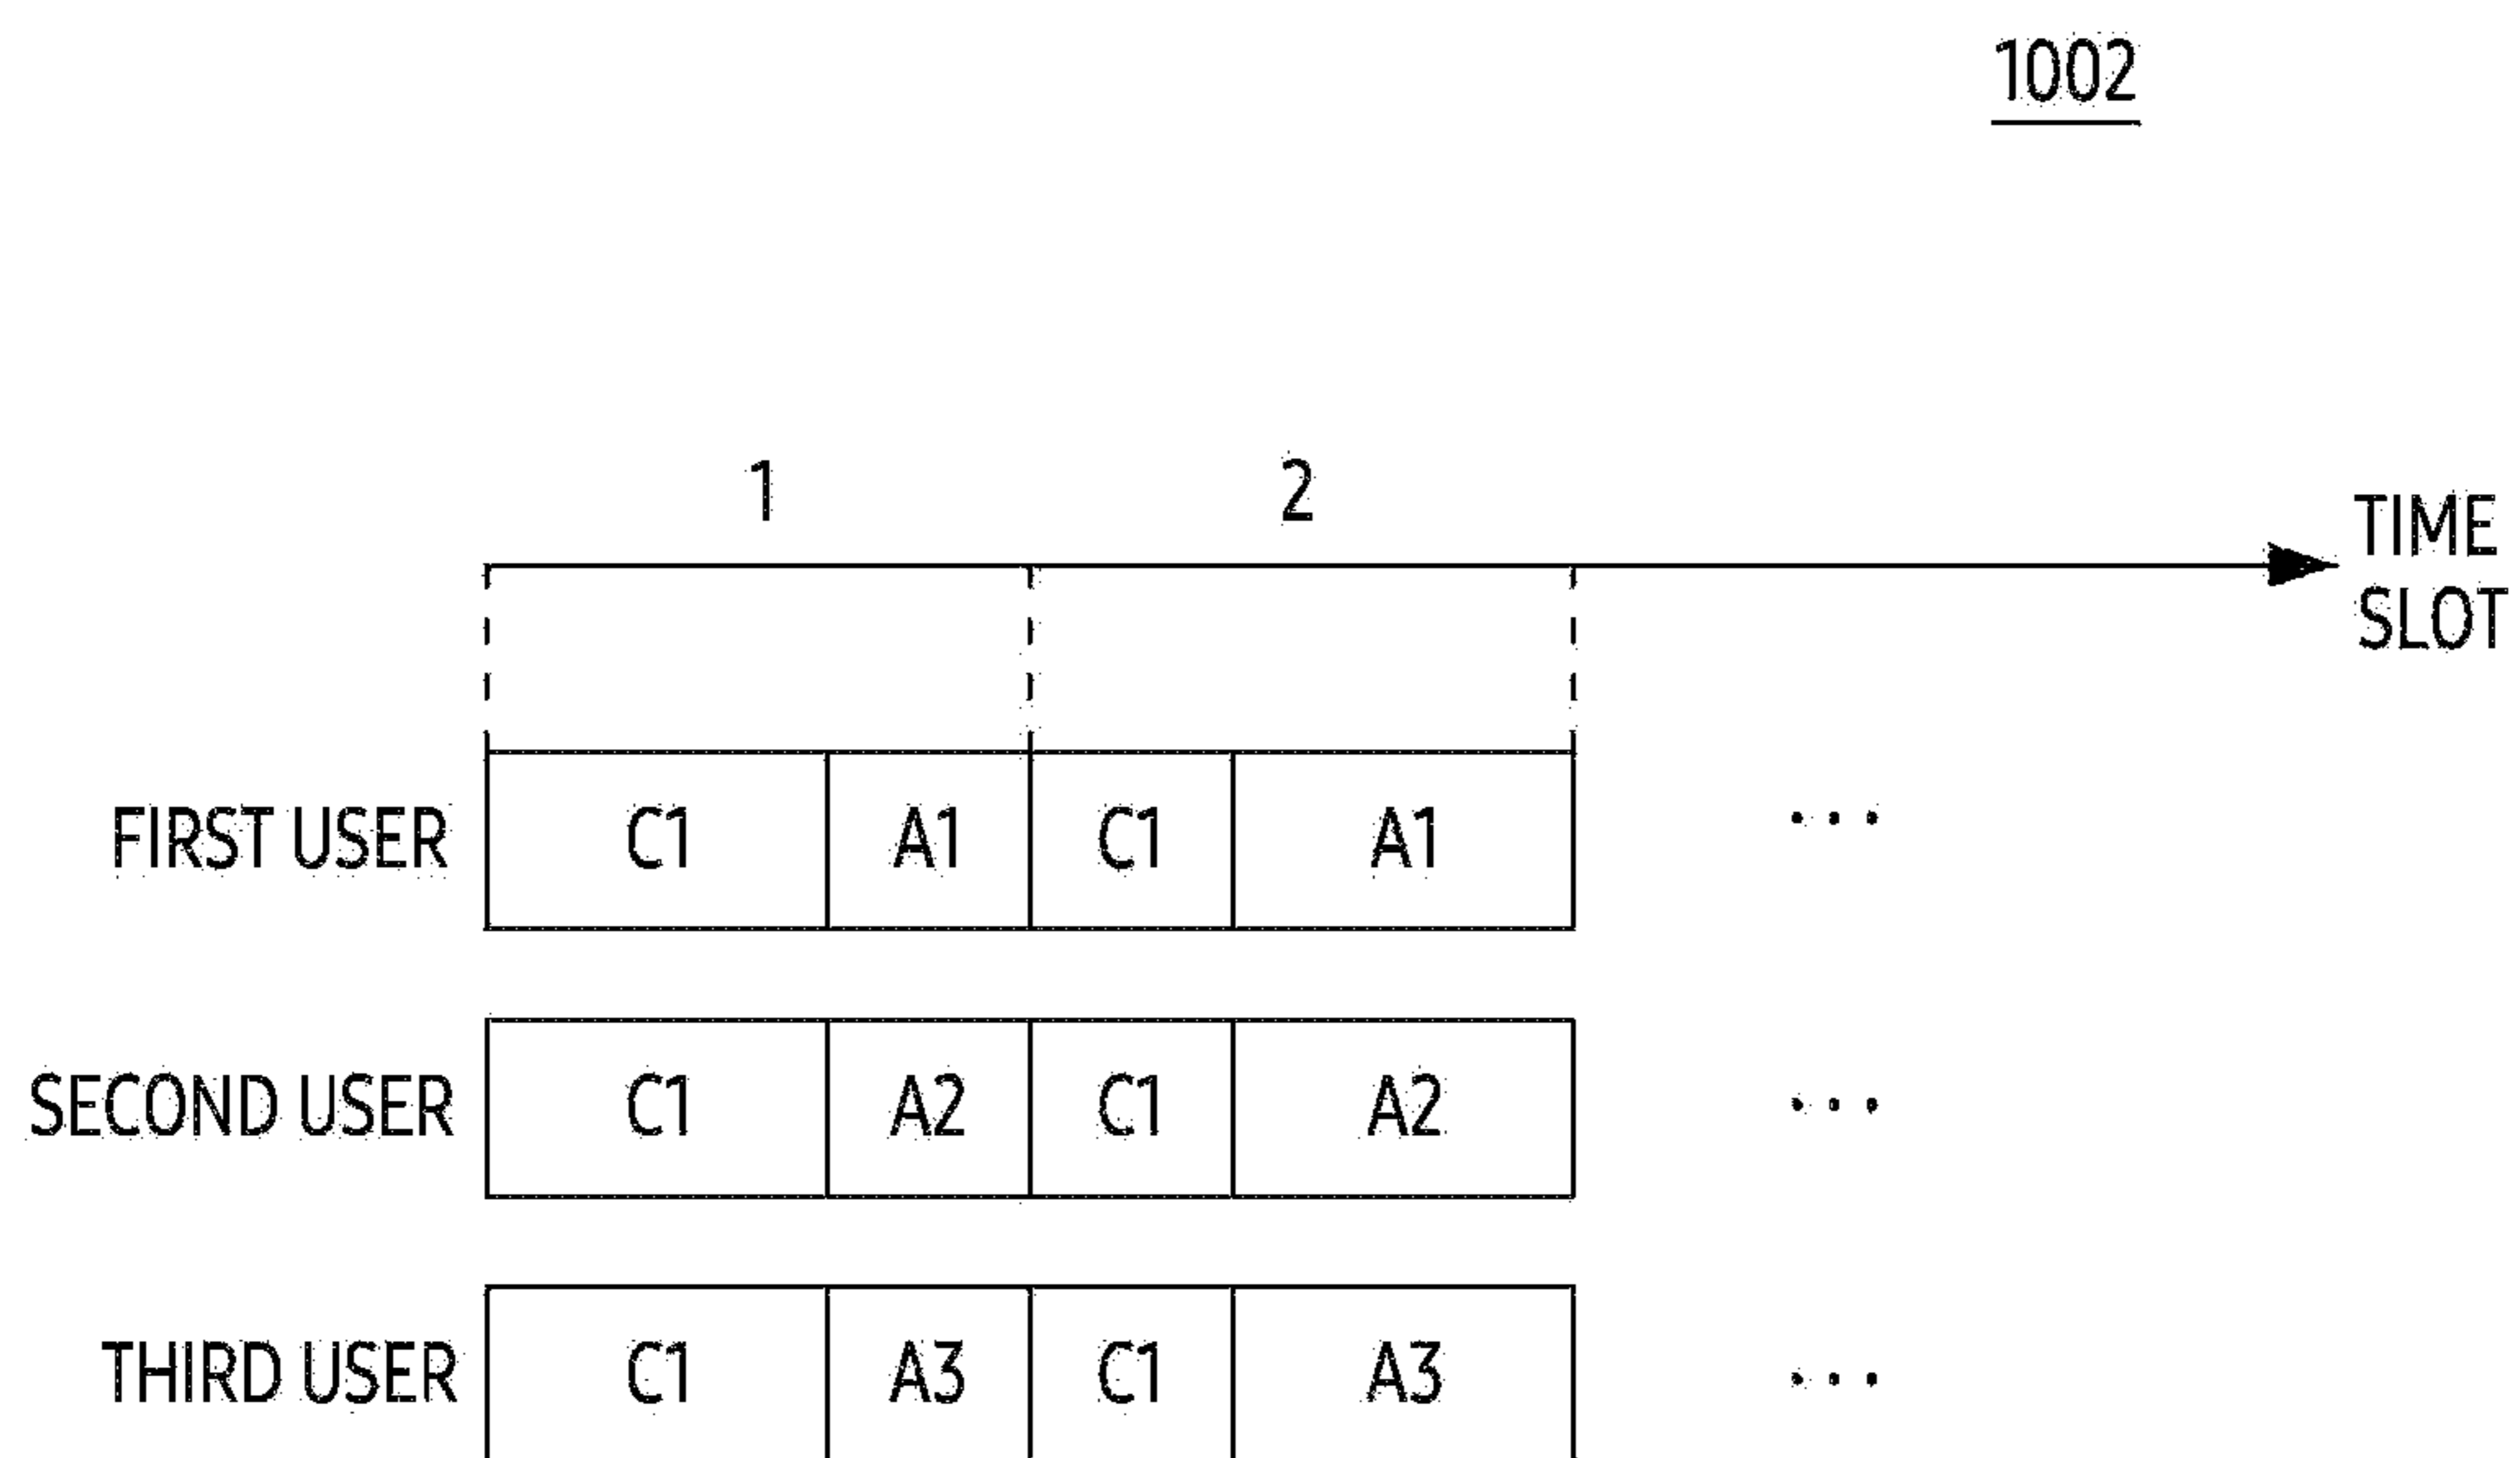 1002
1 2
TIME
SLOT
FIRST USER C1 A1 C1 A1 ...
SECOND USER C1 A2 C1 A2 ...
THIRD USER C1 A3 C1 A3 ...